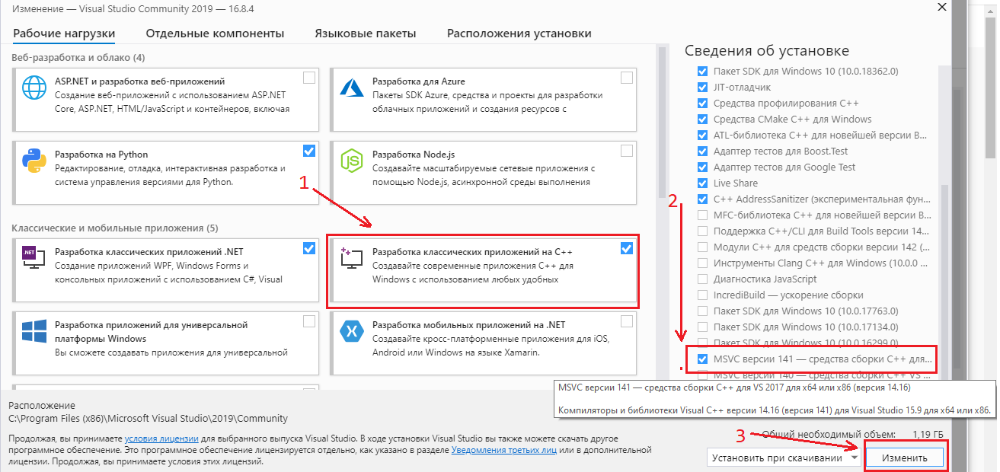 Изменение — Visual Studio Community 2019 — 16.8.4
Рабочие нагрузки
Отдельные компоненты
Языковые пакеты
Расположения установки
Веб-разработка и облако (4)
ASP.NET и разработка веб-приложений
Создание веб-приложений с использованием ASP.NET
Core, ASP.NET, HTML/JavaScript и контейнеров, включая
Разработка для Azure
Пакеты SDK Azure, средства и проекты для разработки
облачных приложений и создания ресурсов с
Разработка на Python
Редактирование, отладка, интерактивная разработка и
система управления версиями для Python.
Разработка Node.js
Создавайте масштабируемые сетевые приложения с
помощью Node.js, асинхронной среды выполнения
1
Классические и мобильные приложения (5)
.NET
Разработка классических приложений .NET
Создание приложений WPF, Windows Forms и
консольных приложений с использованием C#, Visual
Разработка классических приложений на C++
Создавайте современные приложения C++ для
Windows с использованием любых удобных
Разработка приложений для универсальной
платформы Windows
Вы сможете создавать приложения для универсальной
Разработка мобильных приложений на .NET
Создавайте кросс-платформенные приложения для iOS,
Android или Windows на языке Xamarin.
Сведения об установке
Пакет SDK для Windows 10 (10.0.18362.0)
JIT-отладчик
Средства профилирования C++
Средства CMake C++ для Windows
ATL-библиотека C++ для новейшей версии B...
Адаптер тестов для Boost.Test
Адаптер тестов для Google Test
Live Share
C++ AddressSanitizer (экспериментальная фун...
MFC-библиотека C++ для новейшей версии B...
Поддержка C++/CLI для Build Tools версии 14...
Модули C++ для средств сборки версии 142 (...
Инструменты Clang C++ для Windows (10.0.0 ...
Диагностика JavaScript
IncrediBuild — ускорение сборки
Пакет SDK для Windows 10 (10.0.17763.0)
Пакет SDK для Windows 10 (10.0.17134.0)
Пакет SDK для Windows 10 (10.0.16299.0)
2
MSVC версии 141 — средства сборки C++ для...
MSVC версии 140 — средства сборки C++ VS ...
MSVC версии 141 — средства сборки C++ для VS 2017 для x64 или x86 (версия 14.16)
Компиляторы и библиотеки Visual C++ версии 14.16 (версия 141) для Visual Studio 15.9 для x64 или x86.
Расположение
C:\Program Files (x86)\Microsoft Visual Studio\2019\Community
Продолжая, вы принимаете условия лицензии для выбранного выпуска Visual Studio. В ходе установки Visual Studio вы также можете скачать другое
программное обеспечение. Это программное обеспечение лицензируется отдельно, как указано в разделе Уведомления третьих лиц или в дополнительной
лицензии. Продолжая, вы принимаете условия этих лицензий.
3
Общий необходимый объем: 1,19 ГБ
Установить при скачивании
Изменить